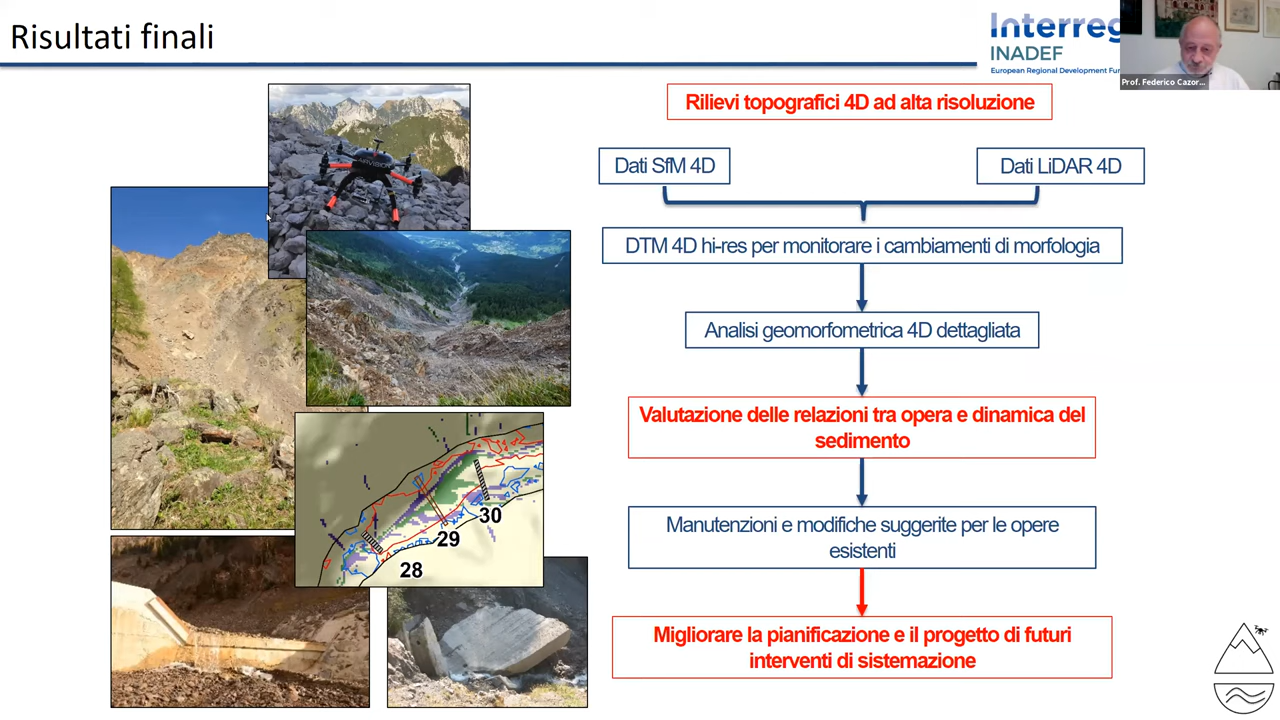 Risultati finali
Interreg
INADEF
European Regional Development Fun
Prof. Federico Cazor...
Rilievi topografici 4D ad alta risoluzione
Dati SfM 4D
Dati LiDAR 4D
DTM 4D hi-res per monitorare i cambiamenti di morfologia
Analisi geomorfometrica 4D dettagliata
Valutazione delle relazioni tra opera e dinamica del
sedimento
Manutenzioni e modifiche suggerite per le opere
esistenti
Migliorare la pianificazione e il progetto di futuri
interventi di sistemazione
30
29
28